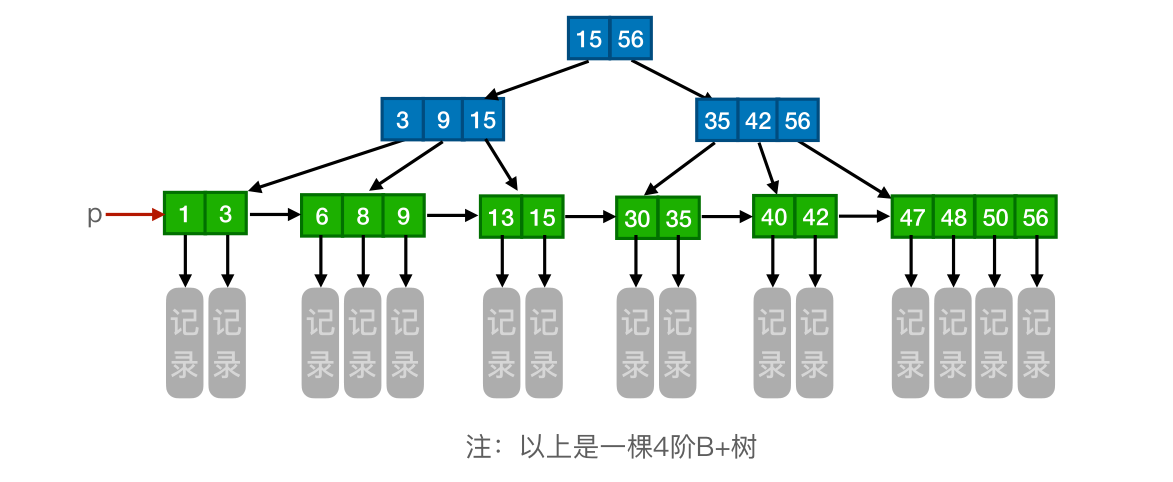 15 56
3 9 15 35 42 56
p 1 3 6 8 9 13 15 30 35 40 42 47 48 50 56
记录 记录 记录 记录 记录 记录 记录 记录 记录 记录 记录 记录 记录 记录 记录
注：以上是一棵4阶B+树